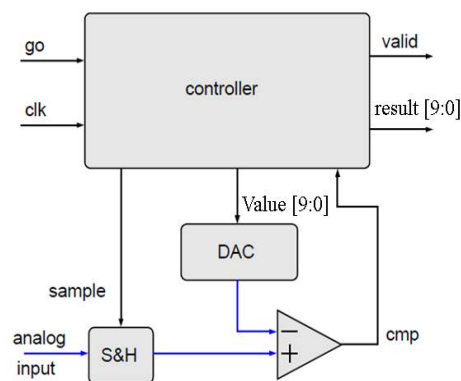 go
valid
controller
clk
result [9:0]
Value [9:0]
DAC
sample
analog
input
S&H
−
+
cmp